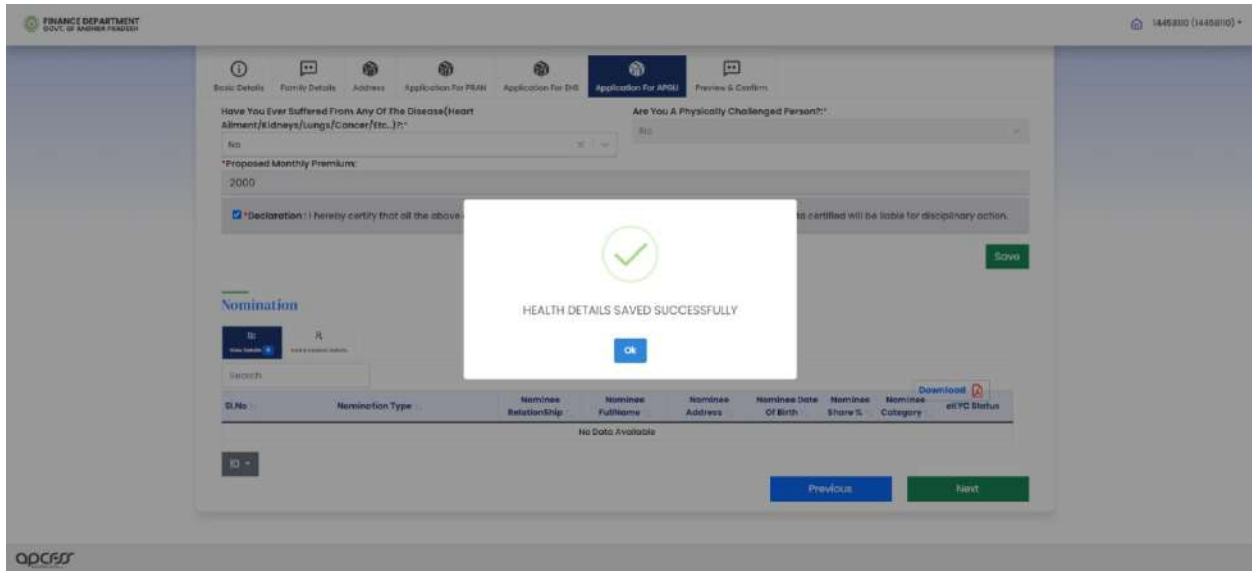 FINANCE DEPARTMENT
GOVT. OF ANDHRA PRADESH
14458110 (14458110)
Basic Details
Family Details
Address
Application For PRAN
Application For EHS
Application For APGLI
Preview & Confirm
Have You Ever Suffered From Any Of The Disease(Heart
Ailment/Kidneys/Lungs/Cancer/Etc..)?:*
No
Are You A Physically Challenged Person?:*
No
*Proposed Monthly Premium:
2000
*Declaration : I hereby certify that all the above
certified will be liable for disciplinary action.
Save
HEALTH DETAILS SAVED SUCCESSFULLY
Ok
Nomination
View Details
Search
Download
Sl.No
Nomination Type
Nominee RelationShip
Nominee FullName
Nominee Address
Nominee Date Of Birth
Nominee Share %
Nominee Category
eKYC Status
No Data Available
10
Previous
Next
apcfss